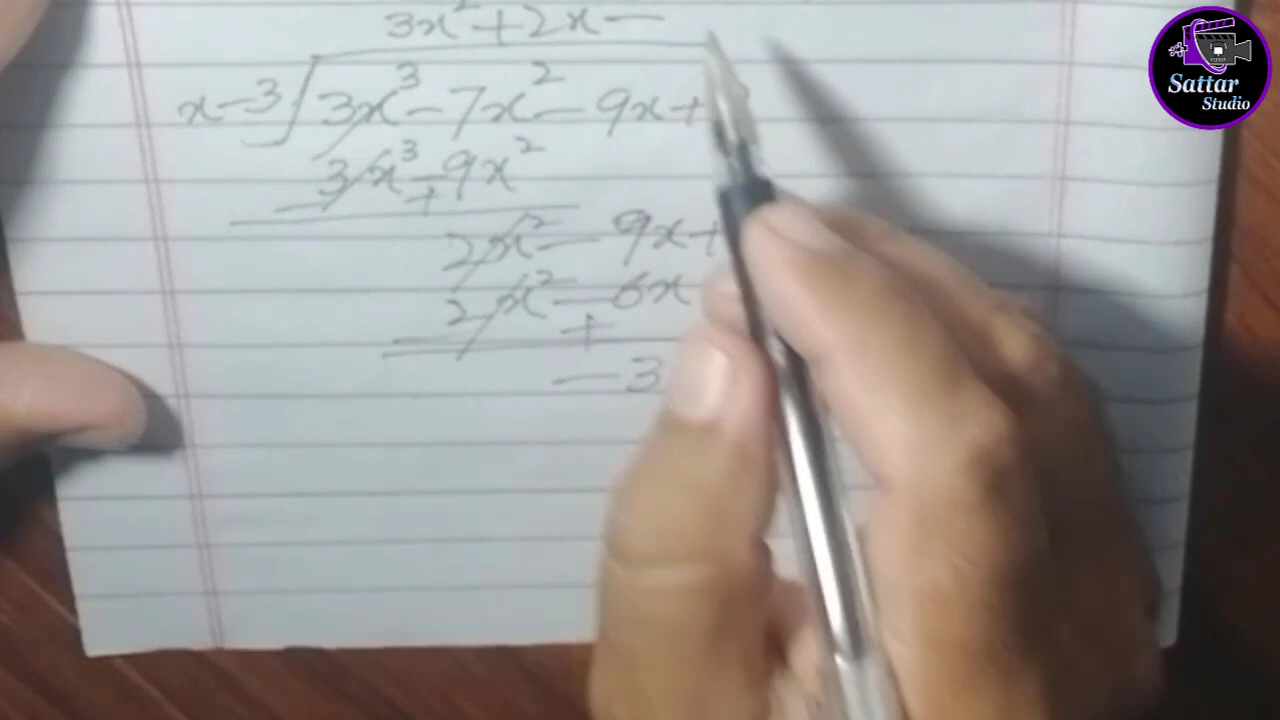 3x² + 2x —
x - 3 √ 3x³ - 7x² - 9x +
3x³ - 9x²
- +
2x² - 9x +
2x² - 6x
- +
- 3
Sattar
Studio